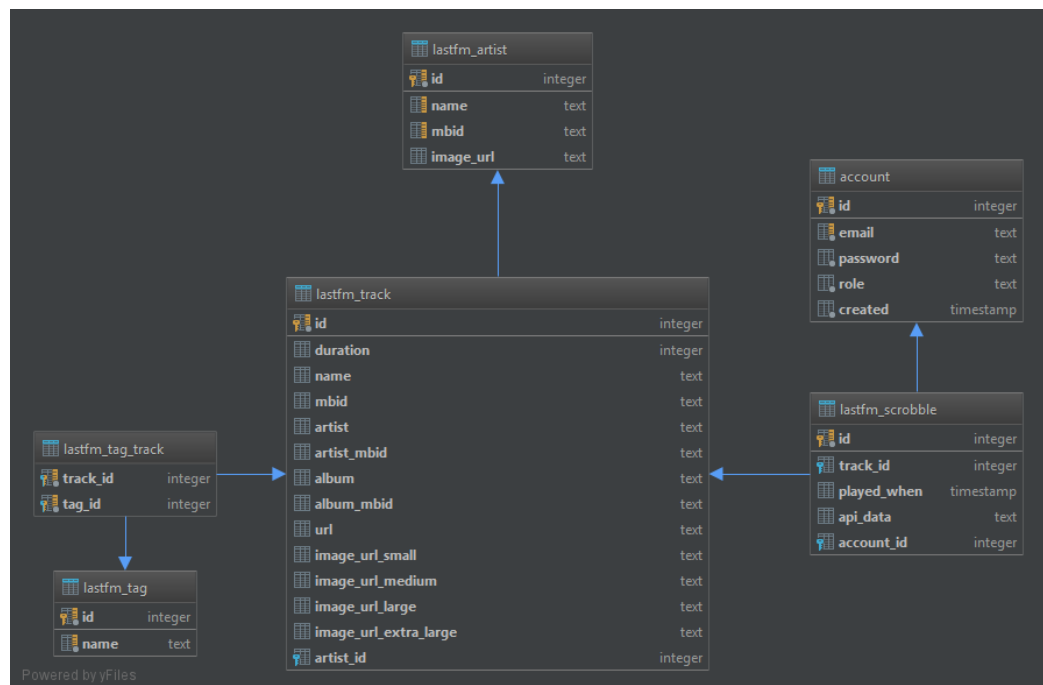 lastfm_artist
id integer
name text
mbid text
image_url text
account
id integer
email text
password text
role text
created timestamp
lastfm_track
id integer
duration integer
name text
mbid text
artist text
artist_mbid text
album text
album_mbid text
url text
image_url_small text
image_url_medium text
image_url_large text
image_url_extra_large text
artist_id integer
lastfm_scrobble
id integer
track_id integer
played_when timestamp
api_data text
account_id integer
lastfm_tag_track
track_id integer
tag_id integer
lastfm_tag
id integer
name text
Powered by yFiles